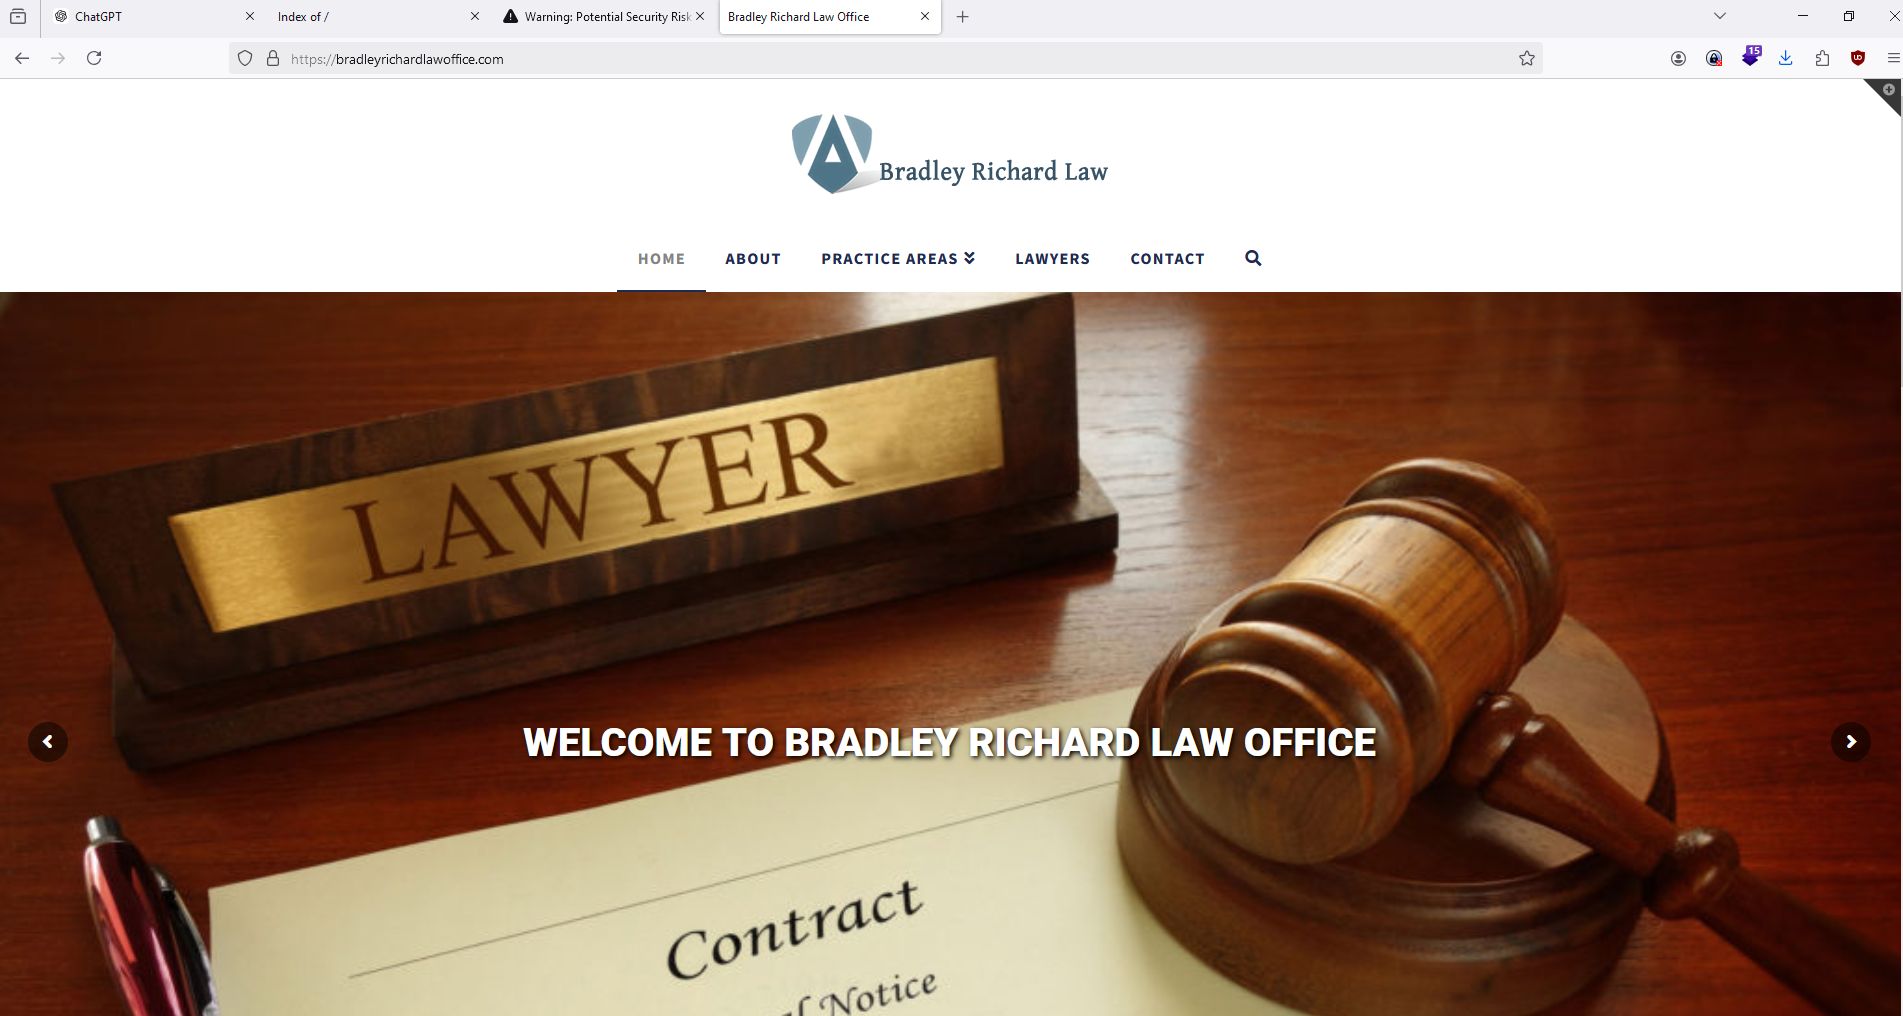 ChatGPT
Index of /
Warning: Potential Security Risk
Bradley Richard Law Office
https://bradleyrichardlawoffice.com
15
Bradley Richard Law
HOME
ABOUT
PRACTICE AREAS
LAWYERS
CONTACT
LAWYER
WELCOME TO BRADLEY RICHARD LAW OFFICE
Contract
Notice